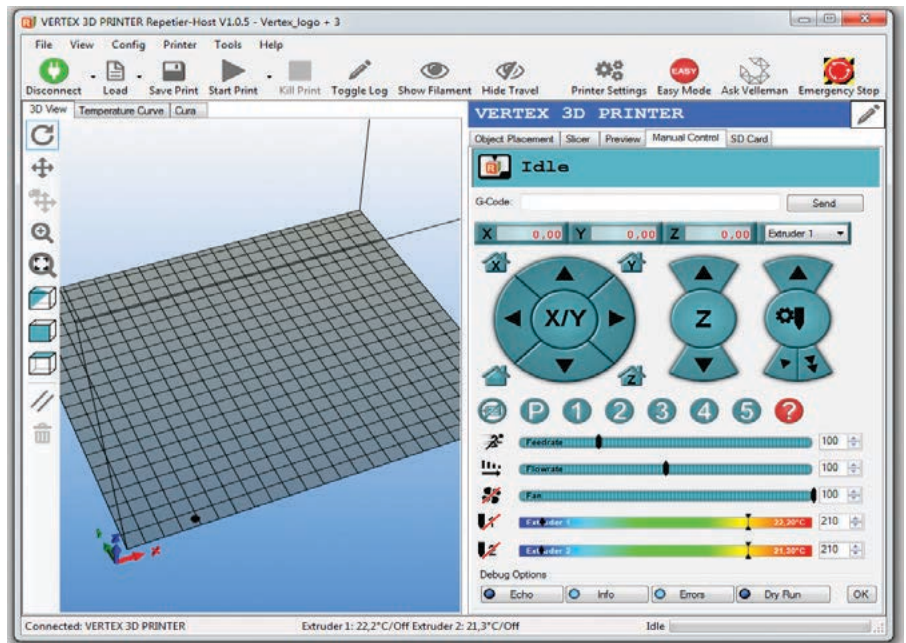 VERTEX 3D PRINTER Repetier-Host V1.0.5 - Vertex_logo + 3
File View Config Printer Tools Help
EASY
Disconnect Load Save Print Start Print Kill Print Toggle Log Show Filament Hide Travel Printer Settings Easy Mode Ask Velleman Emergency Stop
3D View Temperature Curve Cura
VERTEX 3D PRINTER
Object Placement Slicer Preview Manual Control SD Card
Idle
G-Code: Send
X 0,00 Y 0,00 Z 0,00 Extruder 1
X Y
X/Y Z
Z
P 1 2 3 4 5 ?
Feedrate 100
Flowrate 100
Fan 100
1 Extruder 1 22,20°C 210
2 Extruder 2 21,30°C 210
Debug Options
Echo Info Errors Dry Run OK
Connected: VERTEX 3D PRINTER Extruder 1: 22,2°C/Off Extruder 2: 21,3°C/Off Idle